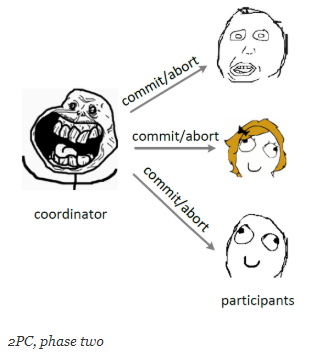 commit/abort
commit/abort
commit/abort
coordinator
participants
2PC, phase two